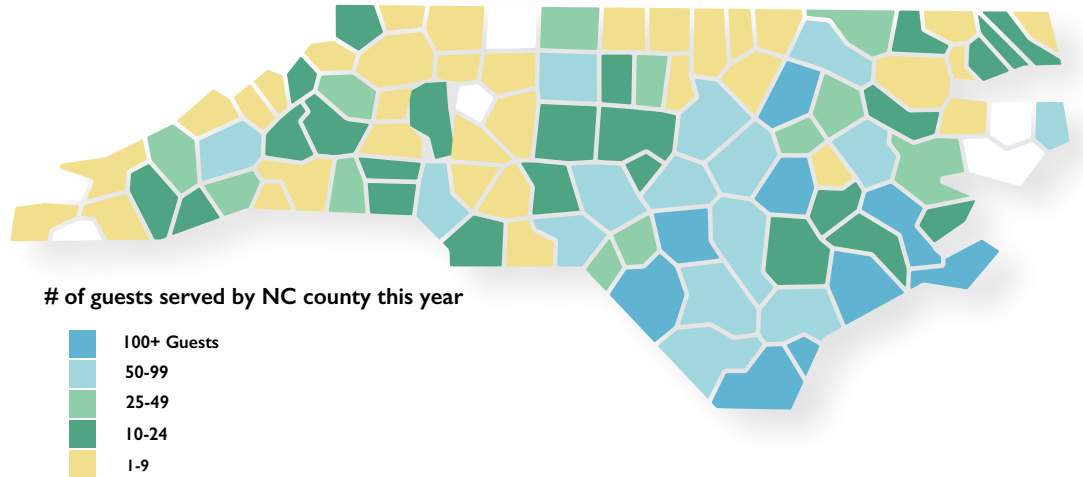 # of guests served by NC county this year
100+ Guests
50-99
25-49
10-24
1-9